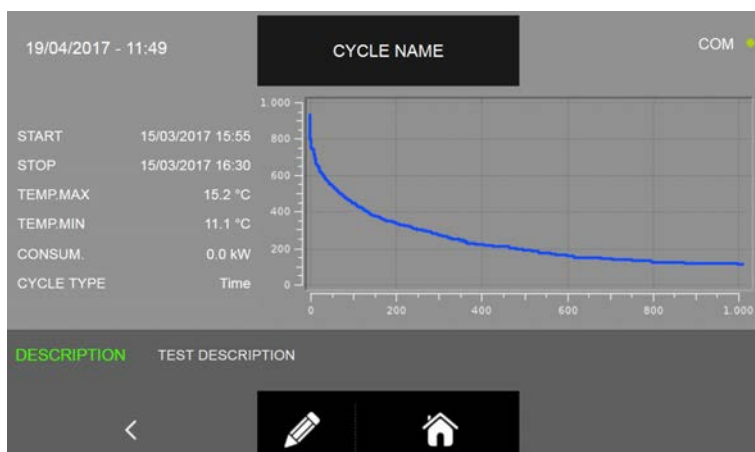 19/04/2017 - 11:49
CYCLE NAME
COM
START 15/03/2017 15:55
STOP 15/03/2017 16:30
TEMP.MAX 15.2 °C
TEMP.MIN 11.1 °C
CONSUM. 0.0 kW
CYCLE TYPE Time
1.000
800
600
400
200
0
0 200 400 600 800 1.000
DESCRIPTION TEST DESCRIPTION